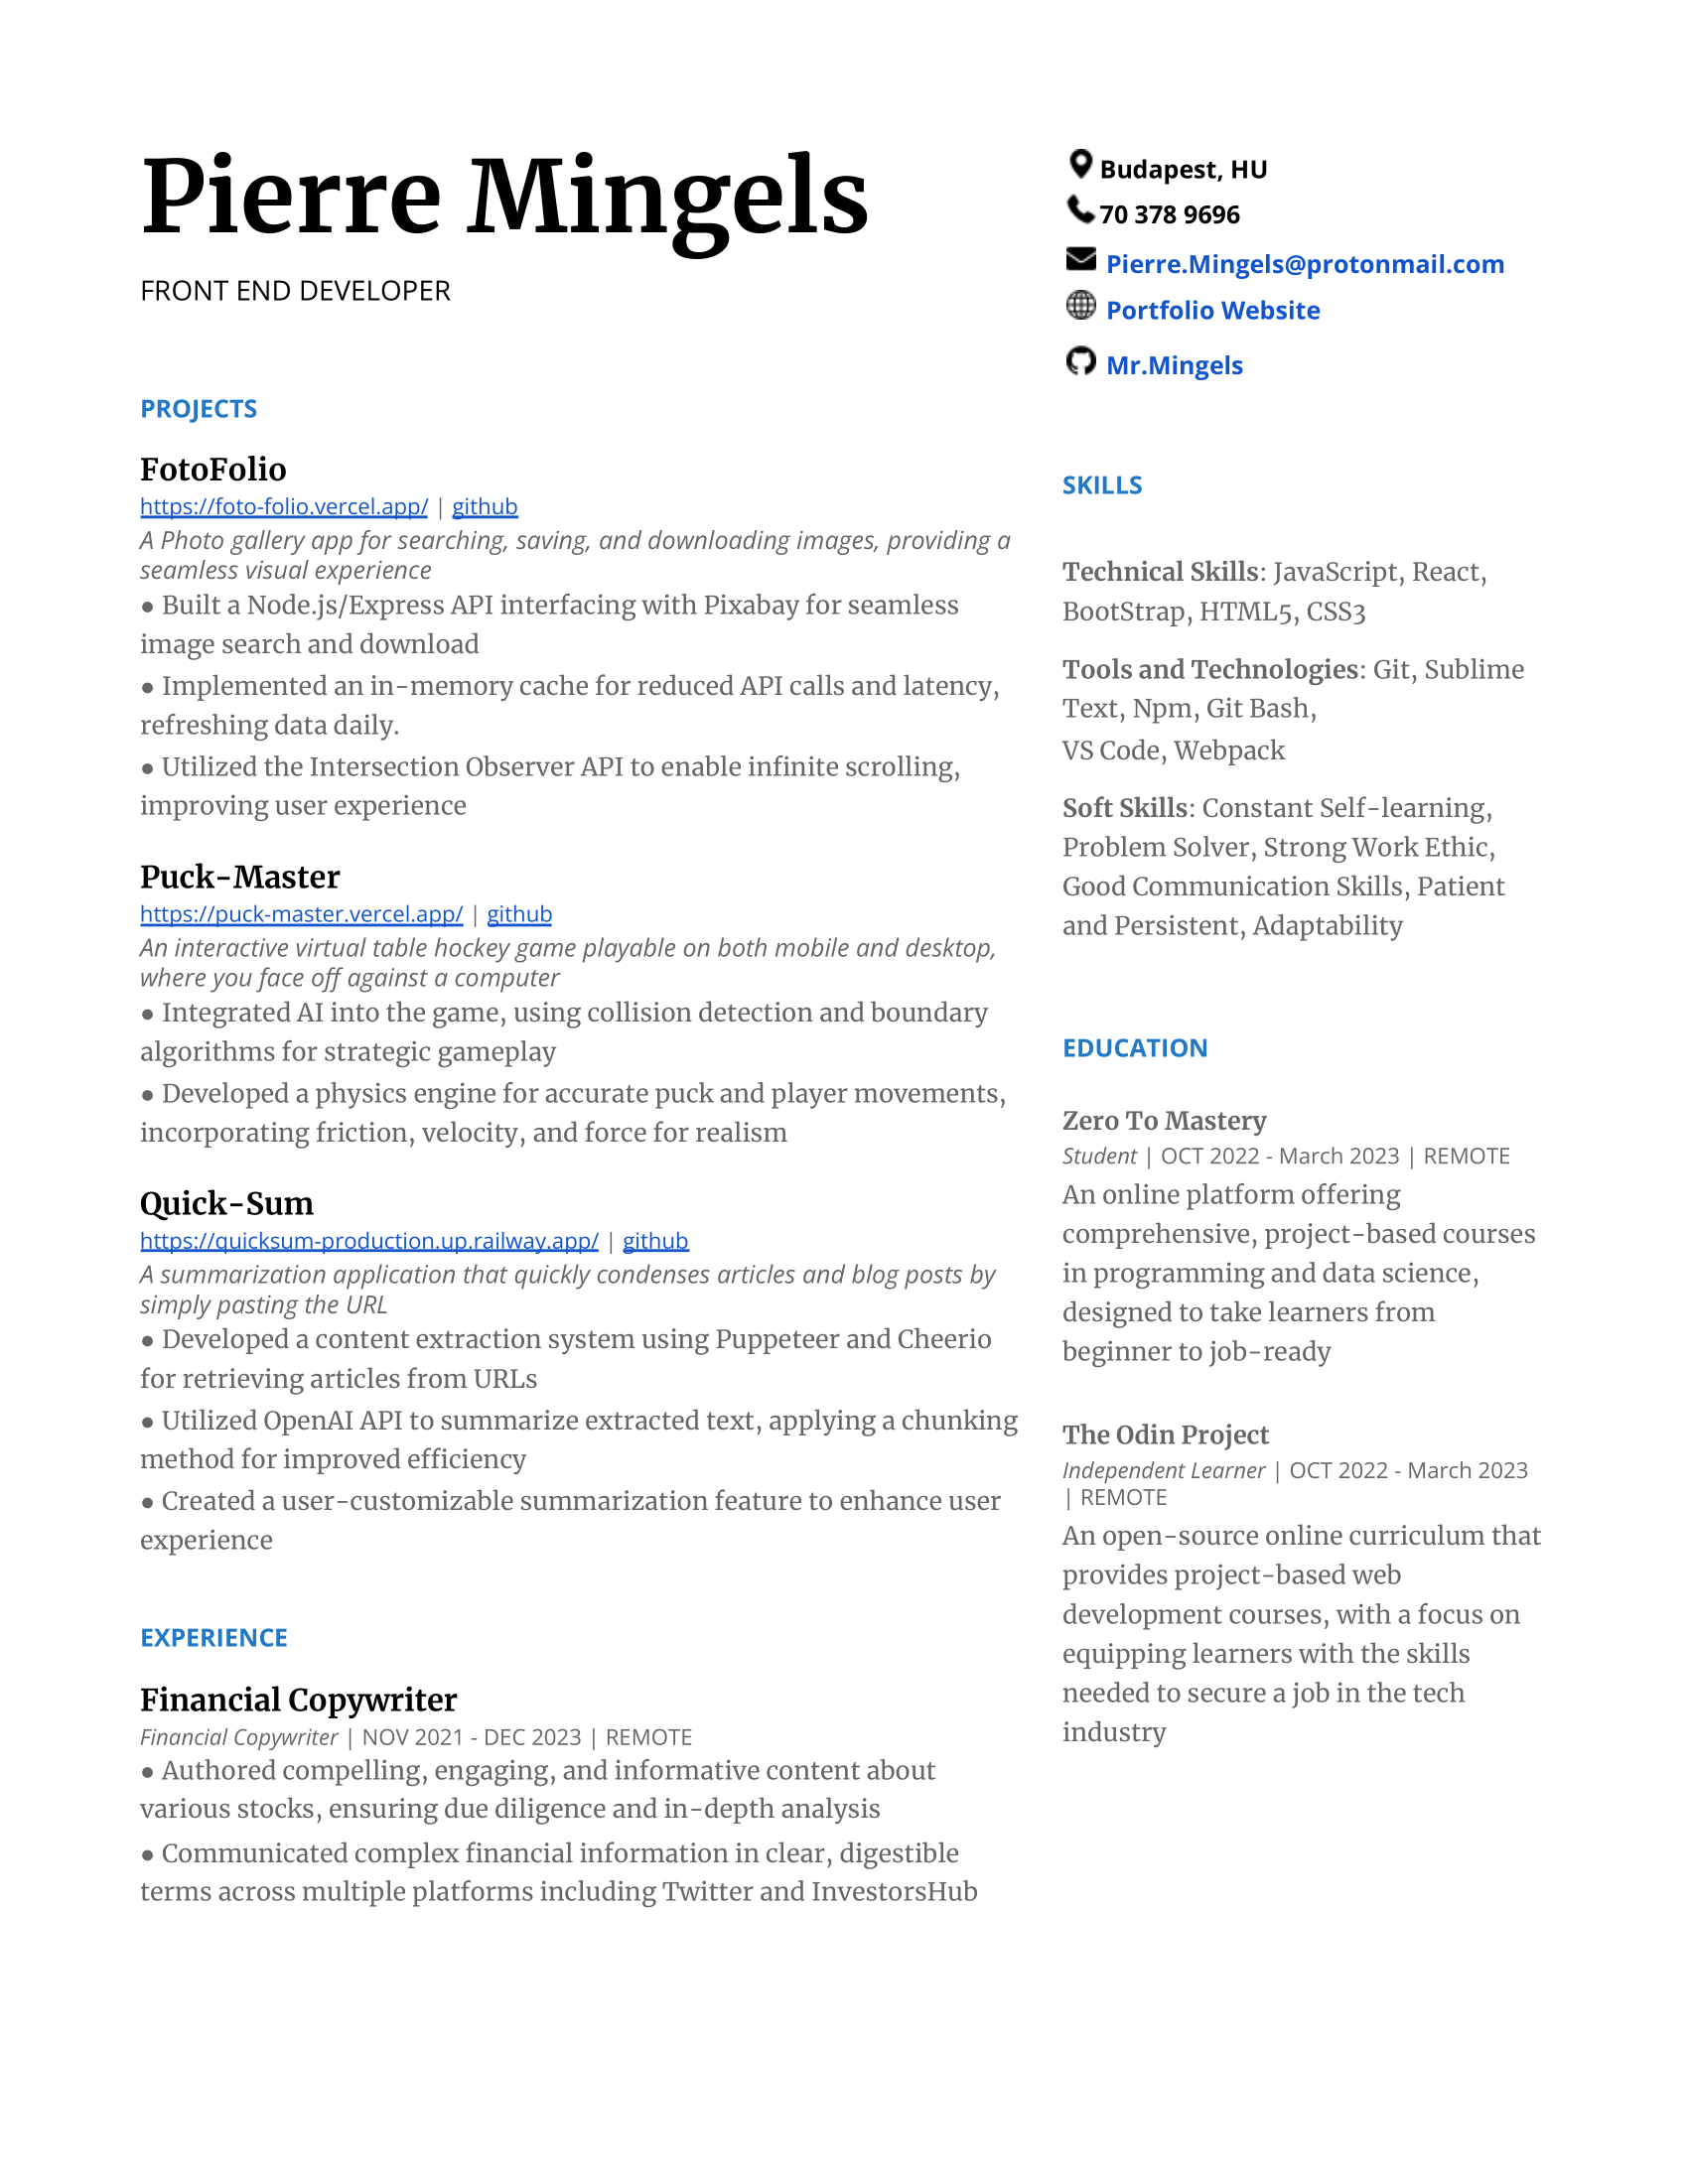 Pierre Mingels
FRONT END DEVELOPER
Budapest, HU
70 378 9696
Pierre.Mingels@protonmail.com
Portfolio Website
Mr.Mingels
PROJECTS
FotoFolio
https://foto-folio.vercel.app/ | github
A Photo gallery app for searching, saving, and downloading images, providing a
seamless visual experience
● Built a Node.js/Express API interfacing with Pixabay for seamless
image search and download
● Implemented an in-memory cache for reduced API calls and latency,
refreshing data daily.
● Utilized the Intersection Observer API to enable infinite scrolling,
improving user experience
Puck-Master
https://puck-master.vercel.app/ | github
An interactive virtual table hockey game playable on both mobile and desktop,
where you face off against a computer
● Integrated AI into the game, using collision detection and boundary
algorithms for strategic gameplay
● Developed a physics engine for accurate puck and player movements,
incorporating friction, velocity, and force for realism
Quick-Sum
https://quicksum-production.up.railway.app/ | github
A summarization application that quickly condenses articles and blog posts by
simply pasting the URL
● Developed a content extraction system using Puppeteer and Cheerio
for retrieving articles from URLs
● Utilized OpenAI API to summarize extracted text, applying a chunking
method for improved efficiency
● Created a user-customizable summarization feature to enhance user
experience
EXPERIENCE
Financial Copywriter
Financial Copywriter | NOV 2021 - DEC 2023 | REMOTE
● Authored compelling, engaging, and informative content about
various stocks, ensuring due diligence and in-depth analysis
● Communicated complex financial information in clear, digestible
terms across multiple platforms including Twitter and InvestorsHub
SKILLS
Technical Skills: JavaScript, React,
BootStrap, HTML5, CSS3
Tools and Technologies: Git, Sublime
Text, Npm, Git Bash,
VS Code, Webpack
Soft Skills: Constant Self-learning,
Problem Solver, Strong Work Ethic,
Good Communication Skills, Patient
and Persistent, Adaptability
EDUCATION
Zero To Mastery
Student | OCT 2022 - March 2023 | REMOTE
An online platform offering
comprehensive, project-based courses
in programming and data science,
designed to take learners from
beginner to job-ready
The Odin Project
Independent Learner | OCT 2022 - March 2023
| REMOTE
An open-source online curriculum that
provides project-based web
development courses, with a focus on
equipping learners with the skills
needed to secure a job in the tech
industry